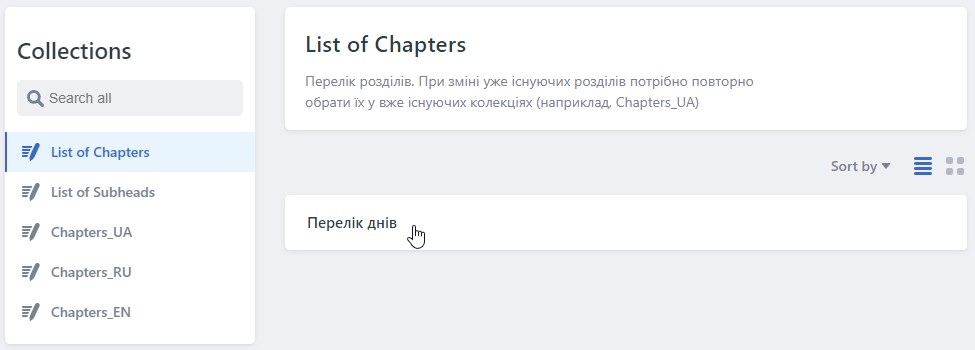 Collections
Search all
List of Chapters
List of Subheads
Chapters_UA
Chapters_RU
Chapters_EN
List of Chapters
Перелік розділів. При зміні уже існуючих розділів потрібно повторно
обрати їх у вже існуючих колекціях (наприклад, Chapters_UA)
Sort by
Перелік днів